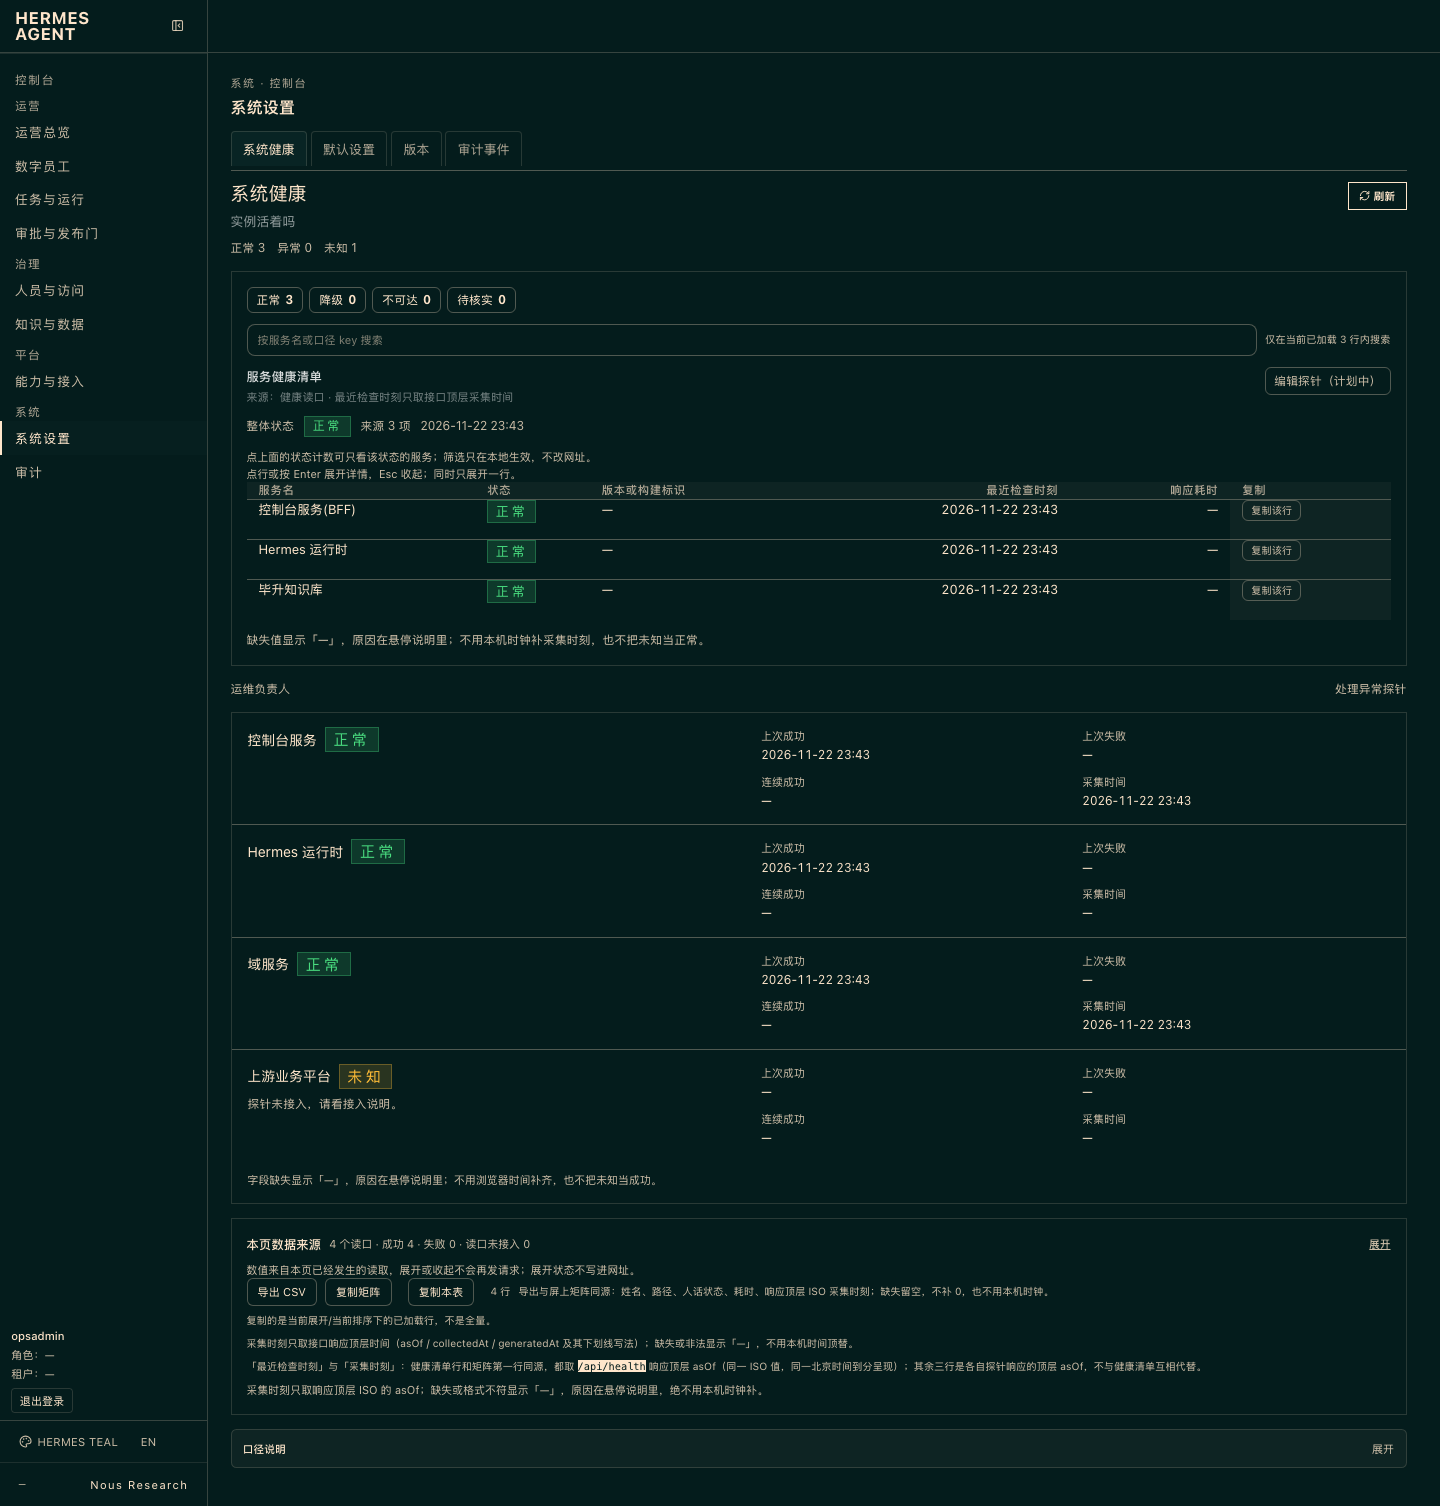 HERMES
AGENT
控制台
运营
运营总览
数字员工
任务与运行
审批与发布门
治理
人员与访问
知识与数据
平台
能力与接入
系统
系统设置
审计
opsadmin
角色：—
租户：—
退出登录
HERMES TEAL EN
— Nous Research
系统 · 控制台
系统设置
系统健康 默认设置 版本 审计事件
系统健康
刷新
实例活着吗
正常 3 异常 0 未知 1
正常 3 降级 0 不可达 0 待核实 0
按服务名或口径 key 搜索
仅在当前已加载 3 行内搜索
服务健康清单
编辑探针（计划中）
来源：健康读口 · 最近检查时刻只取接口顶层采集时间
整体状态 正常 来源 3 项 2026-11-22 23:43
点上面的状态计数可只看该状态的服务；筛选只在本地生效，不改网址。
点行或按 Enter 展开详情，Esc 收起；同时只展开一行。
服务名 状态 版本或构建标识 最近检查时刻 响应耗时 复制
控制台服务(BFF) 正常 — 2026-11-22 23:43 — 复制该行
Hermes 运行时 正常 — 2026-11-22 23:43 — 复制该行
毕升知识库 正常 — 2026-11-22 23:43 — 复制该行
缺失值显示「—」，原因在悬停说明里；不用本机时钟补采集时刻，也不把未知当正常。
运维负责人 处理异常探针
控制台服务 正常
上次成功 上次失败
2026-11-22 23:43 —
连续成功 采集时间
— 2026-11-22 23:43
Hermes 运行时 正常
上次成功 上次失败
2026-11-22 23:43 —
连续成功 采集时间
— —
域服务 正常
上次成功 上次失败
2026-11-22 23:43 —
连续成功 采集时间
— 2026-11-22 23:43
上游业务平台 未知
探针未接入，请看接入说明。
上次成功 上次失败
— —
连续成功 采集时间
— —
字段缺失显示「—」，原因在悬停说明里；不用浏览器时间补齐，也不把未知当成功。
本页数据来源 4 个读口 · 成功 4 · 失败 0 · 读口未接入 0 展开
数值来自本页已经发生的读取，展开或收起不会再发请求；展开状态不写进网址。
导出 CSV 复制矩阵 复制本表 4 行 导出与屏上矩阵同源：姓名、路径、人话状态、耗时、响应顶层 ISO 采集时刻；缺失留空，不补 0，也不用本机时钟。
复制的是当前展开/当前排序下的已加载行，不是全量。
采集时刻只取接口响应顶层时间（asOf / collectedAt / generatedAt 及其下划线写法）；缺失或非法显示「—」，不用本机时间顶替。
「最近检查时刻」与「采集时刻」：健康清单行和矩阵第一行同源，都取 /api/health 响应顶层 asOf（同一 ISO 值，同一北京时间到分呈现）；其余三行是各自探针响应的顶层 asOf，不与健康清单互相代替。
采集时刻只取响应顶层 ISO 的 asOf；缺失或格式不符显示「—」，原因在悬停说明里，绝不用本机时钟补。
口径说明 展开